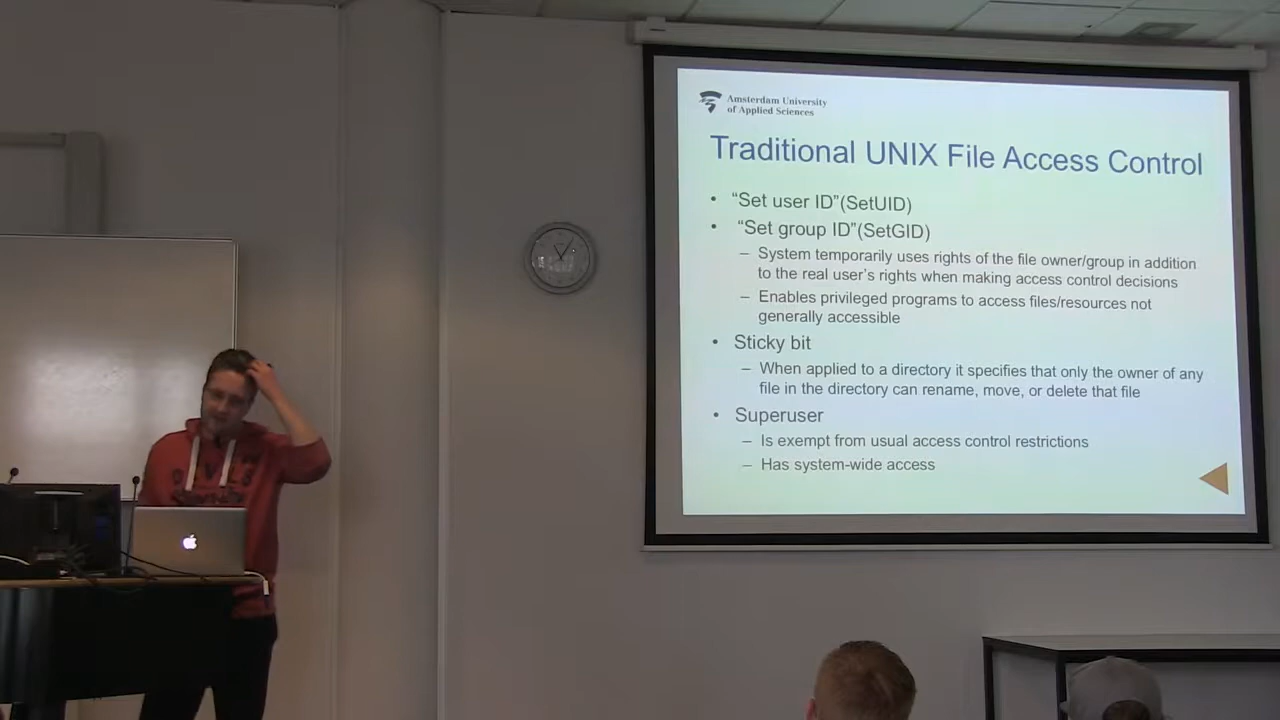 Amsterdam University
of Applied Sciences
Traditional UNIX File Access Control
• “Set user ID”(SetUID)
• “Set group ID”(SetGID)
– System temporarily uses rights of the file owner/group in addition
to the real user’s rights when making access control decisions
– Enables privileged programs to access files/resources not
generally accessible
• Sticky bit
– When applied to a directory it specifies that only the owner of any
file in the directory can rename, move, or delete that file
• Superuser
– Is exempt from usual access control restrictions
– Has system-wide access